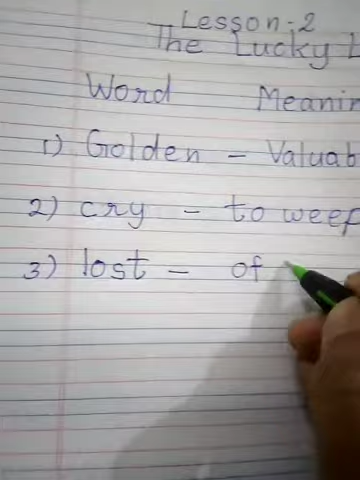 Lesson-2
The Lucky L
Word Meanin
1) Golden - Valuab
2) cry - to weep
3) lost - of